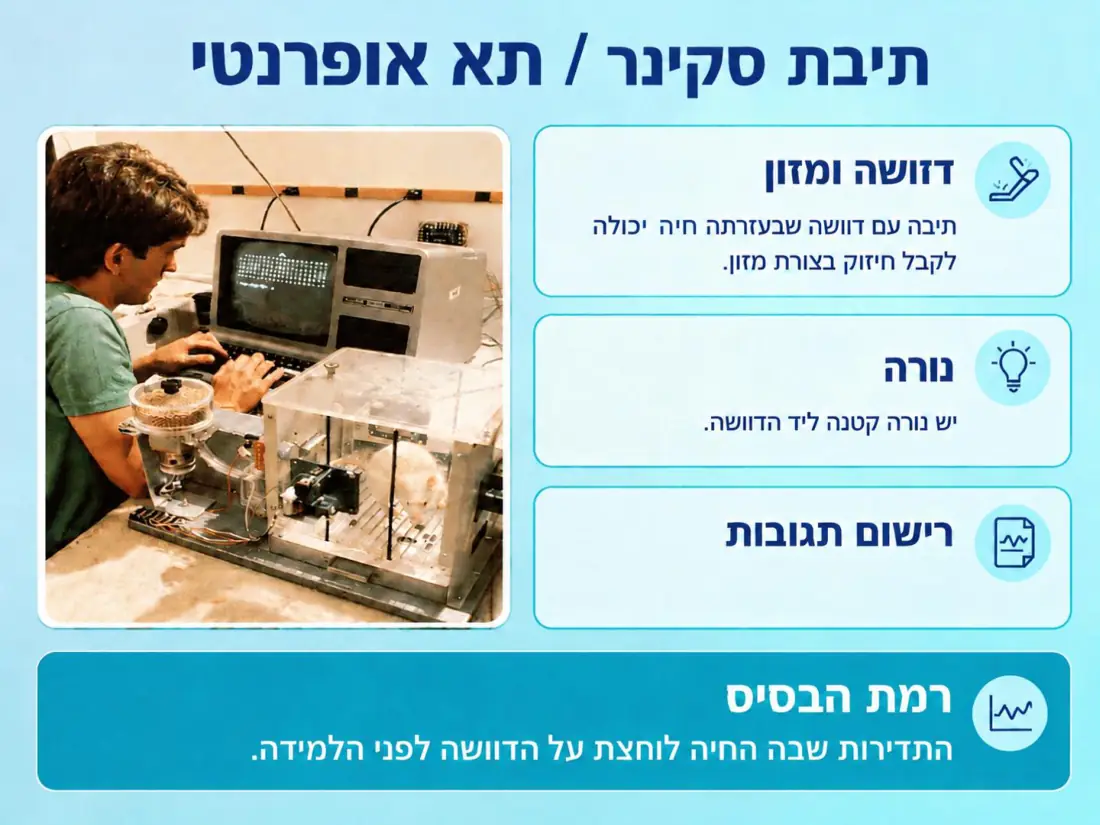 תיבת סקינר / תא אופרנטי
דזושה ומזון
תיבה עם דוושה שבעזרתה חיה יכולה
לקבל חיזוק בצורת מזון.
נורה
יש נורה קטנה ליד הדוושה.
רישום תגובות
רמת הבסיס
התדירות שבה החיה לוחצת על הדוושה לפני הלמידה.